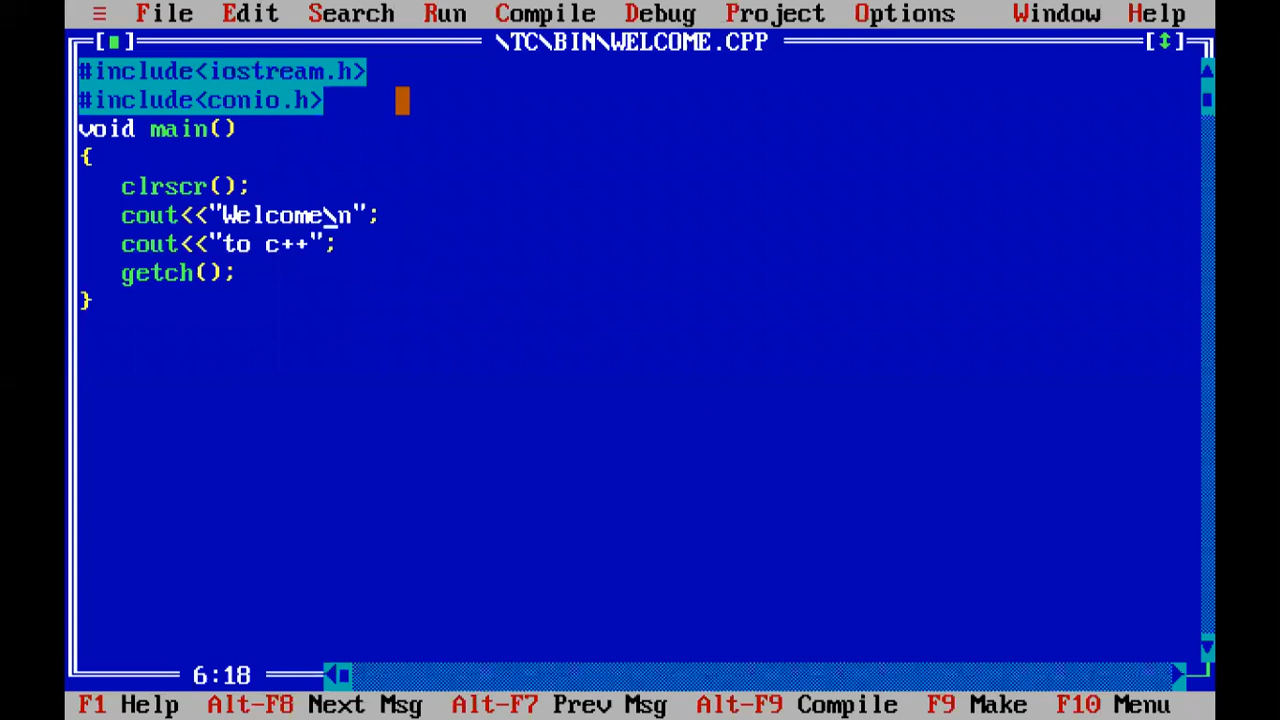 ≡ File Edit Search Run Compile Debug Project Options Window Help
[■] \TC\BIN\WELCOME.CPP [↕]
#include<iostream.h>
#include<conio.h>
void main()
{
   clrscr();
   cout<<"Welcome\n";
   cout<<"to c++";
   getch();
}
6:18
F1 Help Alt-F8 Next Msg Alt-F7 Prev Msg Alt-F9 Compile F9 Make F10 Menu